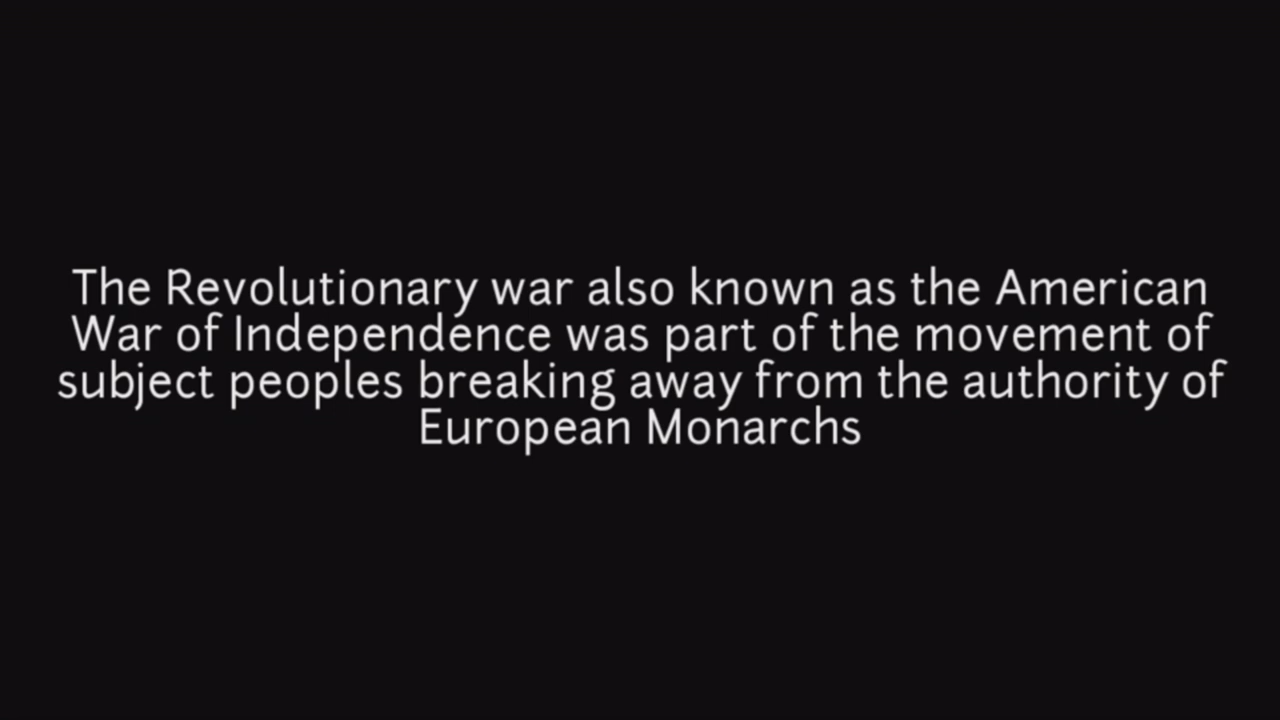 The Revolutionary war also known as the American
War of Independence was part of the movement of
subject peoples breaking away from the authority of
European Monarchs